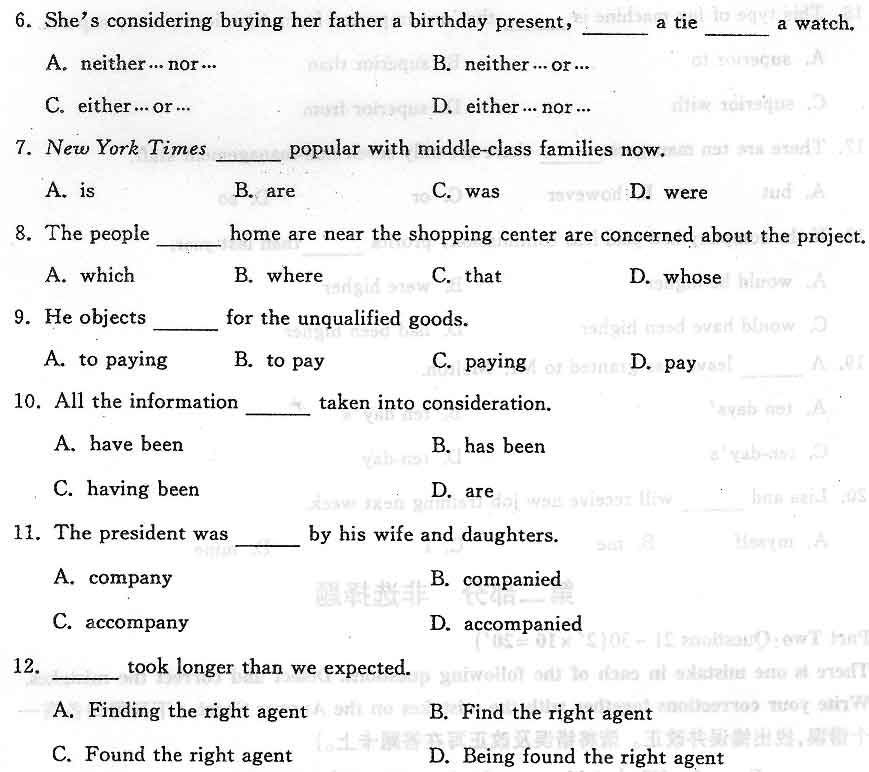 6. She's considering buying her father a birthday present, ______ a tie ______ a watch.
A. neither ... nor ... B. neither ... or ...
C. either ... or ... D. either ... nor ...
7. New York Times ______ popular with middle-class families now.
A. is B. are C. was D. were
8. The people ______ home are near the shopping center are concerned about the project.
A. which B. where C. that D. whose
9. He objects ______ for the unqualified goods.
A. to paying B. to pay C. paying D. pay
10. All the information ______ taken into consideration.
A. have been B. has been
C. having been D. are
11. The president was ______ by his wife and daughters.
A. company B. companied
C. accompany D. accompanied
12. ______ took longer than we expected.
A. Finding the right agent B. Find the right agent
C. Found the right agent D. Being found the right agent